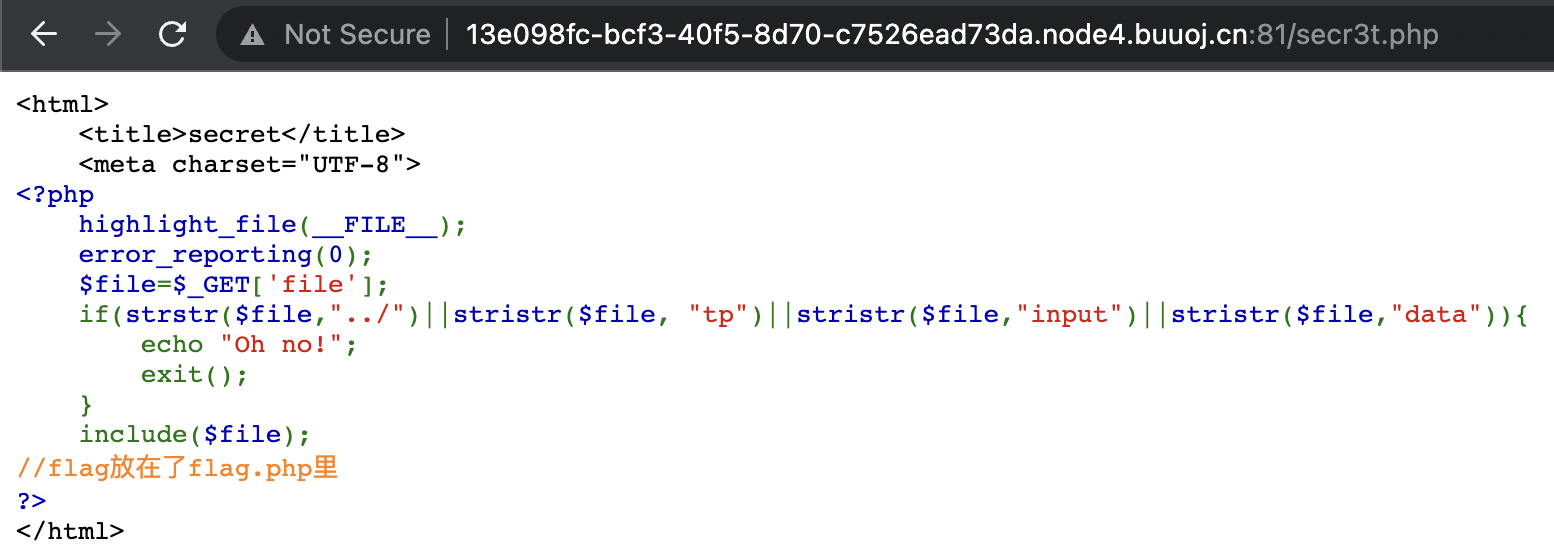 Not Secure | 13e098fc-bcf3-40f5-8d70-c7526ead73da.node4.buuoj.cn:81/secr3t.php
<html>
    <title>secret</title>
    <meta charset="UTF-8">
<?php
    highlight_file(__FILE__);
    error_reporting(0);
    $file=$_GET['file'];
    if(strstr($file,"../")||stristr($file, "tp")||stristr($file,"input")||stristr($file,"data")){
        echo "Oh no!";
        exit();
    }
    include($file);
//flag放在了flag.php里
?>
</html>